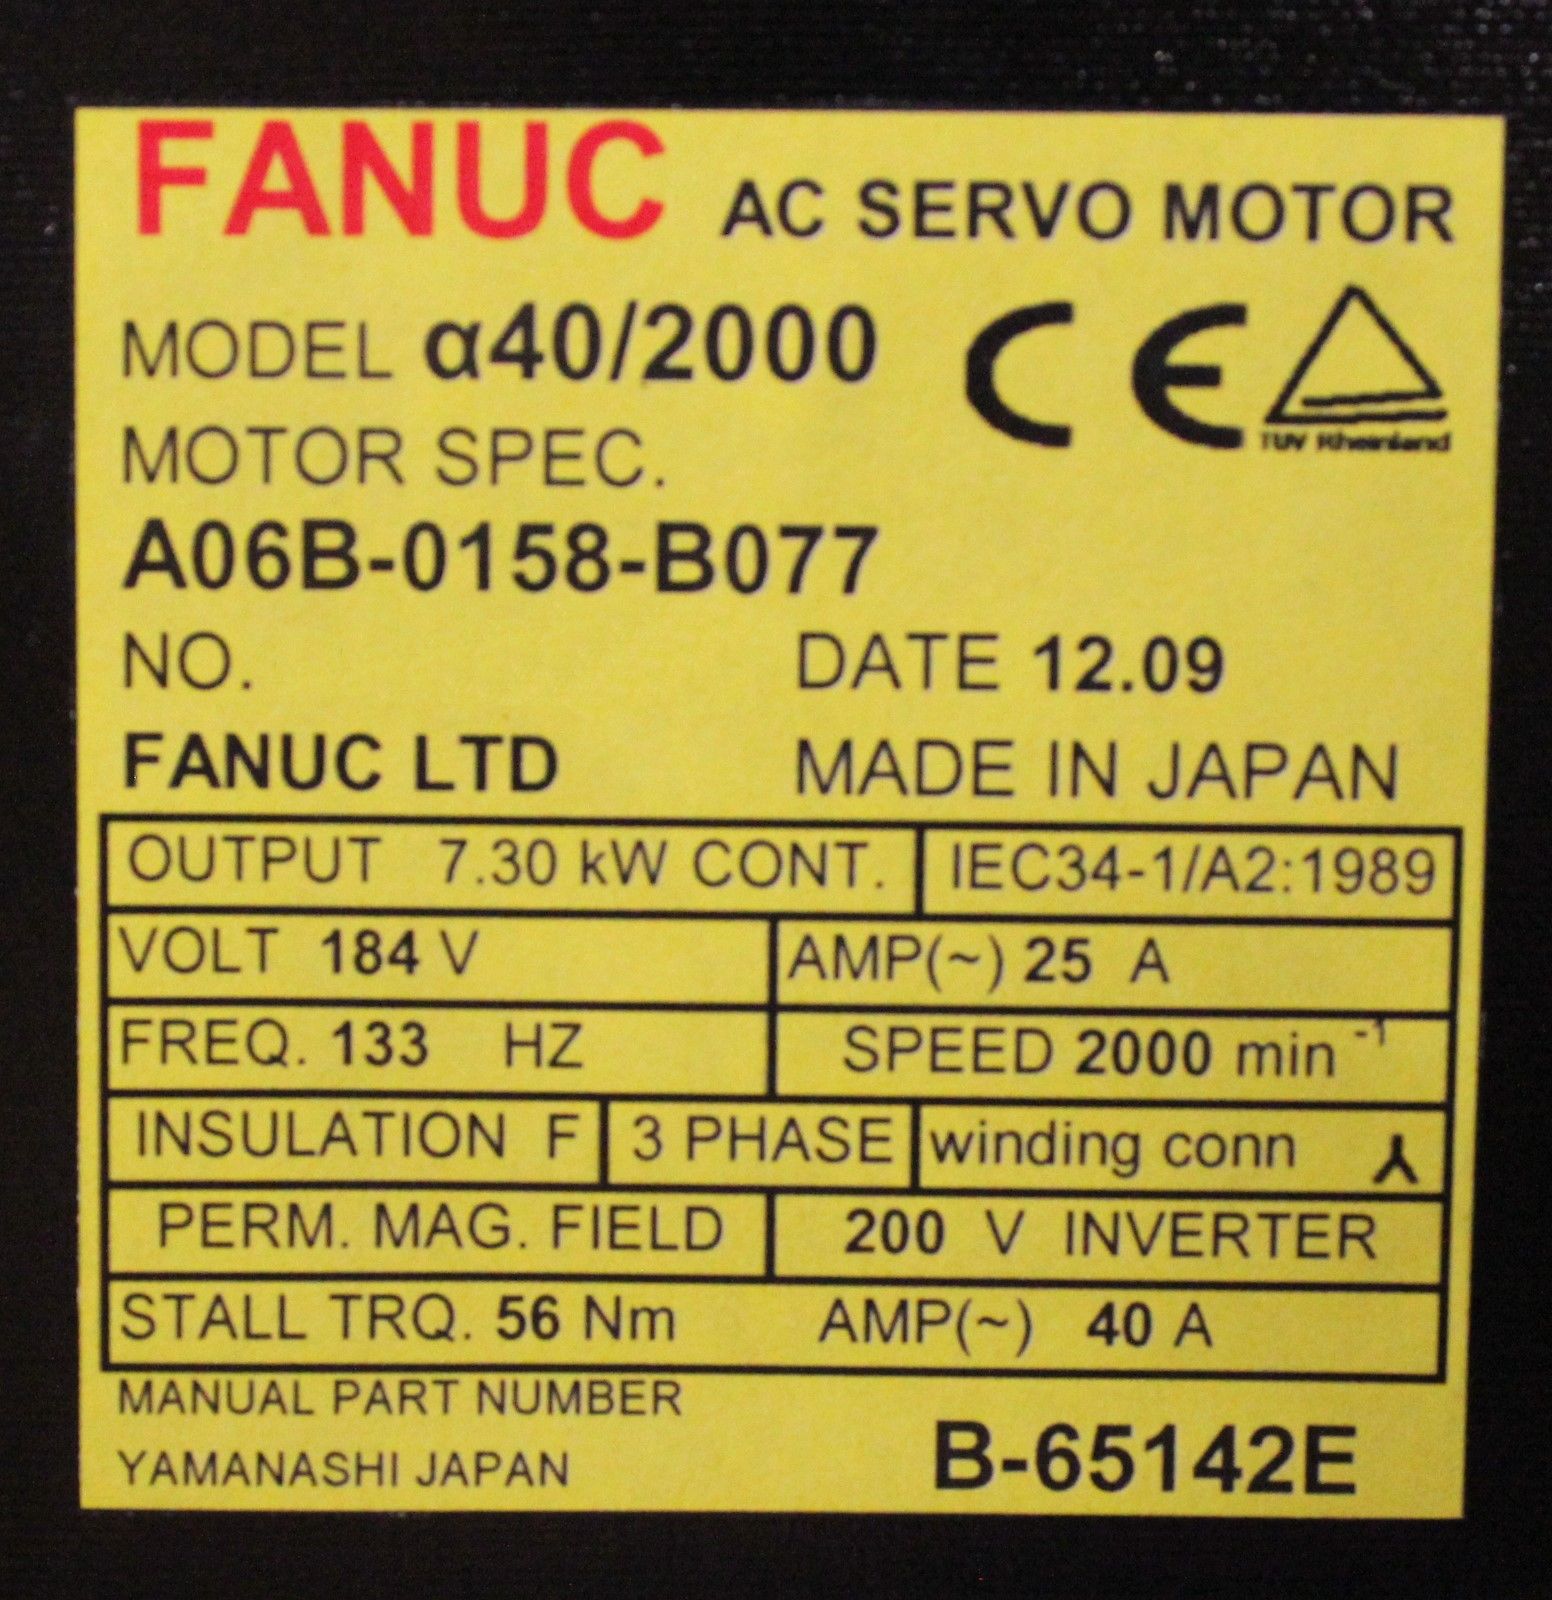 FANUC AC SERVO MOTOR
MODEL α40/2000
CE
TÜV Rheinland
MOTOR SPEC.
A06B-0158-B077
NO. DATE 12.09
FANUC LTD MADE IN JAPAN
OUTPUT 7.30 kW CONT. IEC34-1/A2:1989
VOLT 184 V AMP(~) 25 A
FREQ. 133 HZ SPEED 2000 min⁻¹
INSULATION F 3 PHASE winding conn
PERM. MAG. FIELD 200 V INVERTER
STALL TRQ. 56 Nm AMP(~) 40 A
MANUAL PART NUMBER
YAMANASHI JAPAN B-65142E